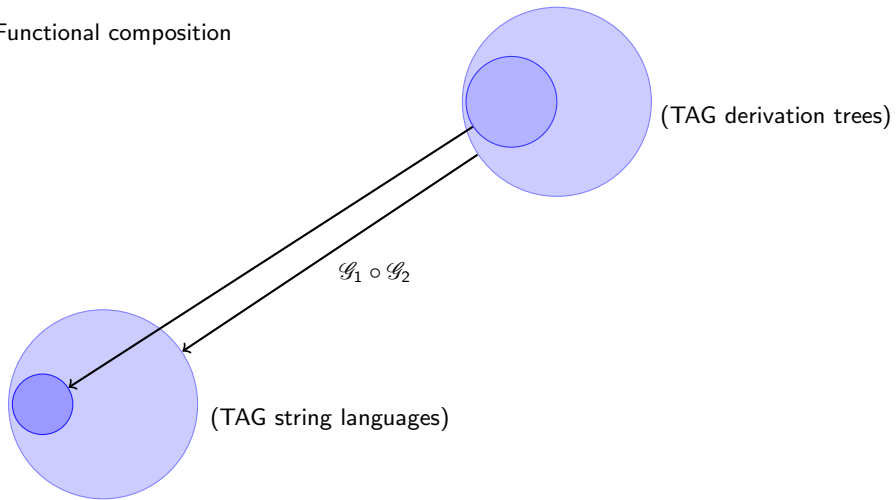 Functional composition
(TAG derivation trees)
𝒢₁ ∘ 𝒢₂
(TAG string languages)